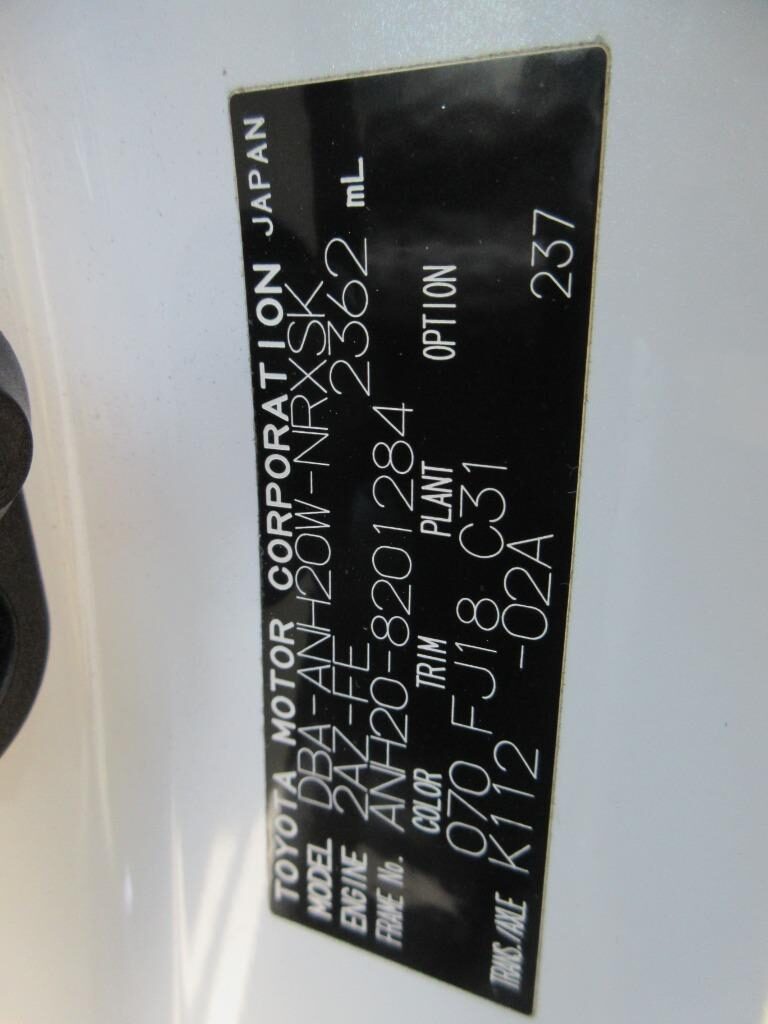 TOYOTA MOTOR CORPORATION JAPAN
MODEL DBA-ANH20W-NRXSK
ENGINE 2AZ-FE 2362 mL
FRAME No. ANH20-8201284
COLOR TRIM PLANT OPTION
070 FJ18 C31
TRANS./AXLE K112 -02A 237